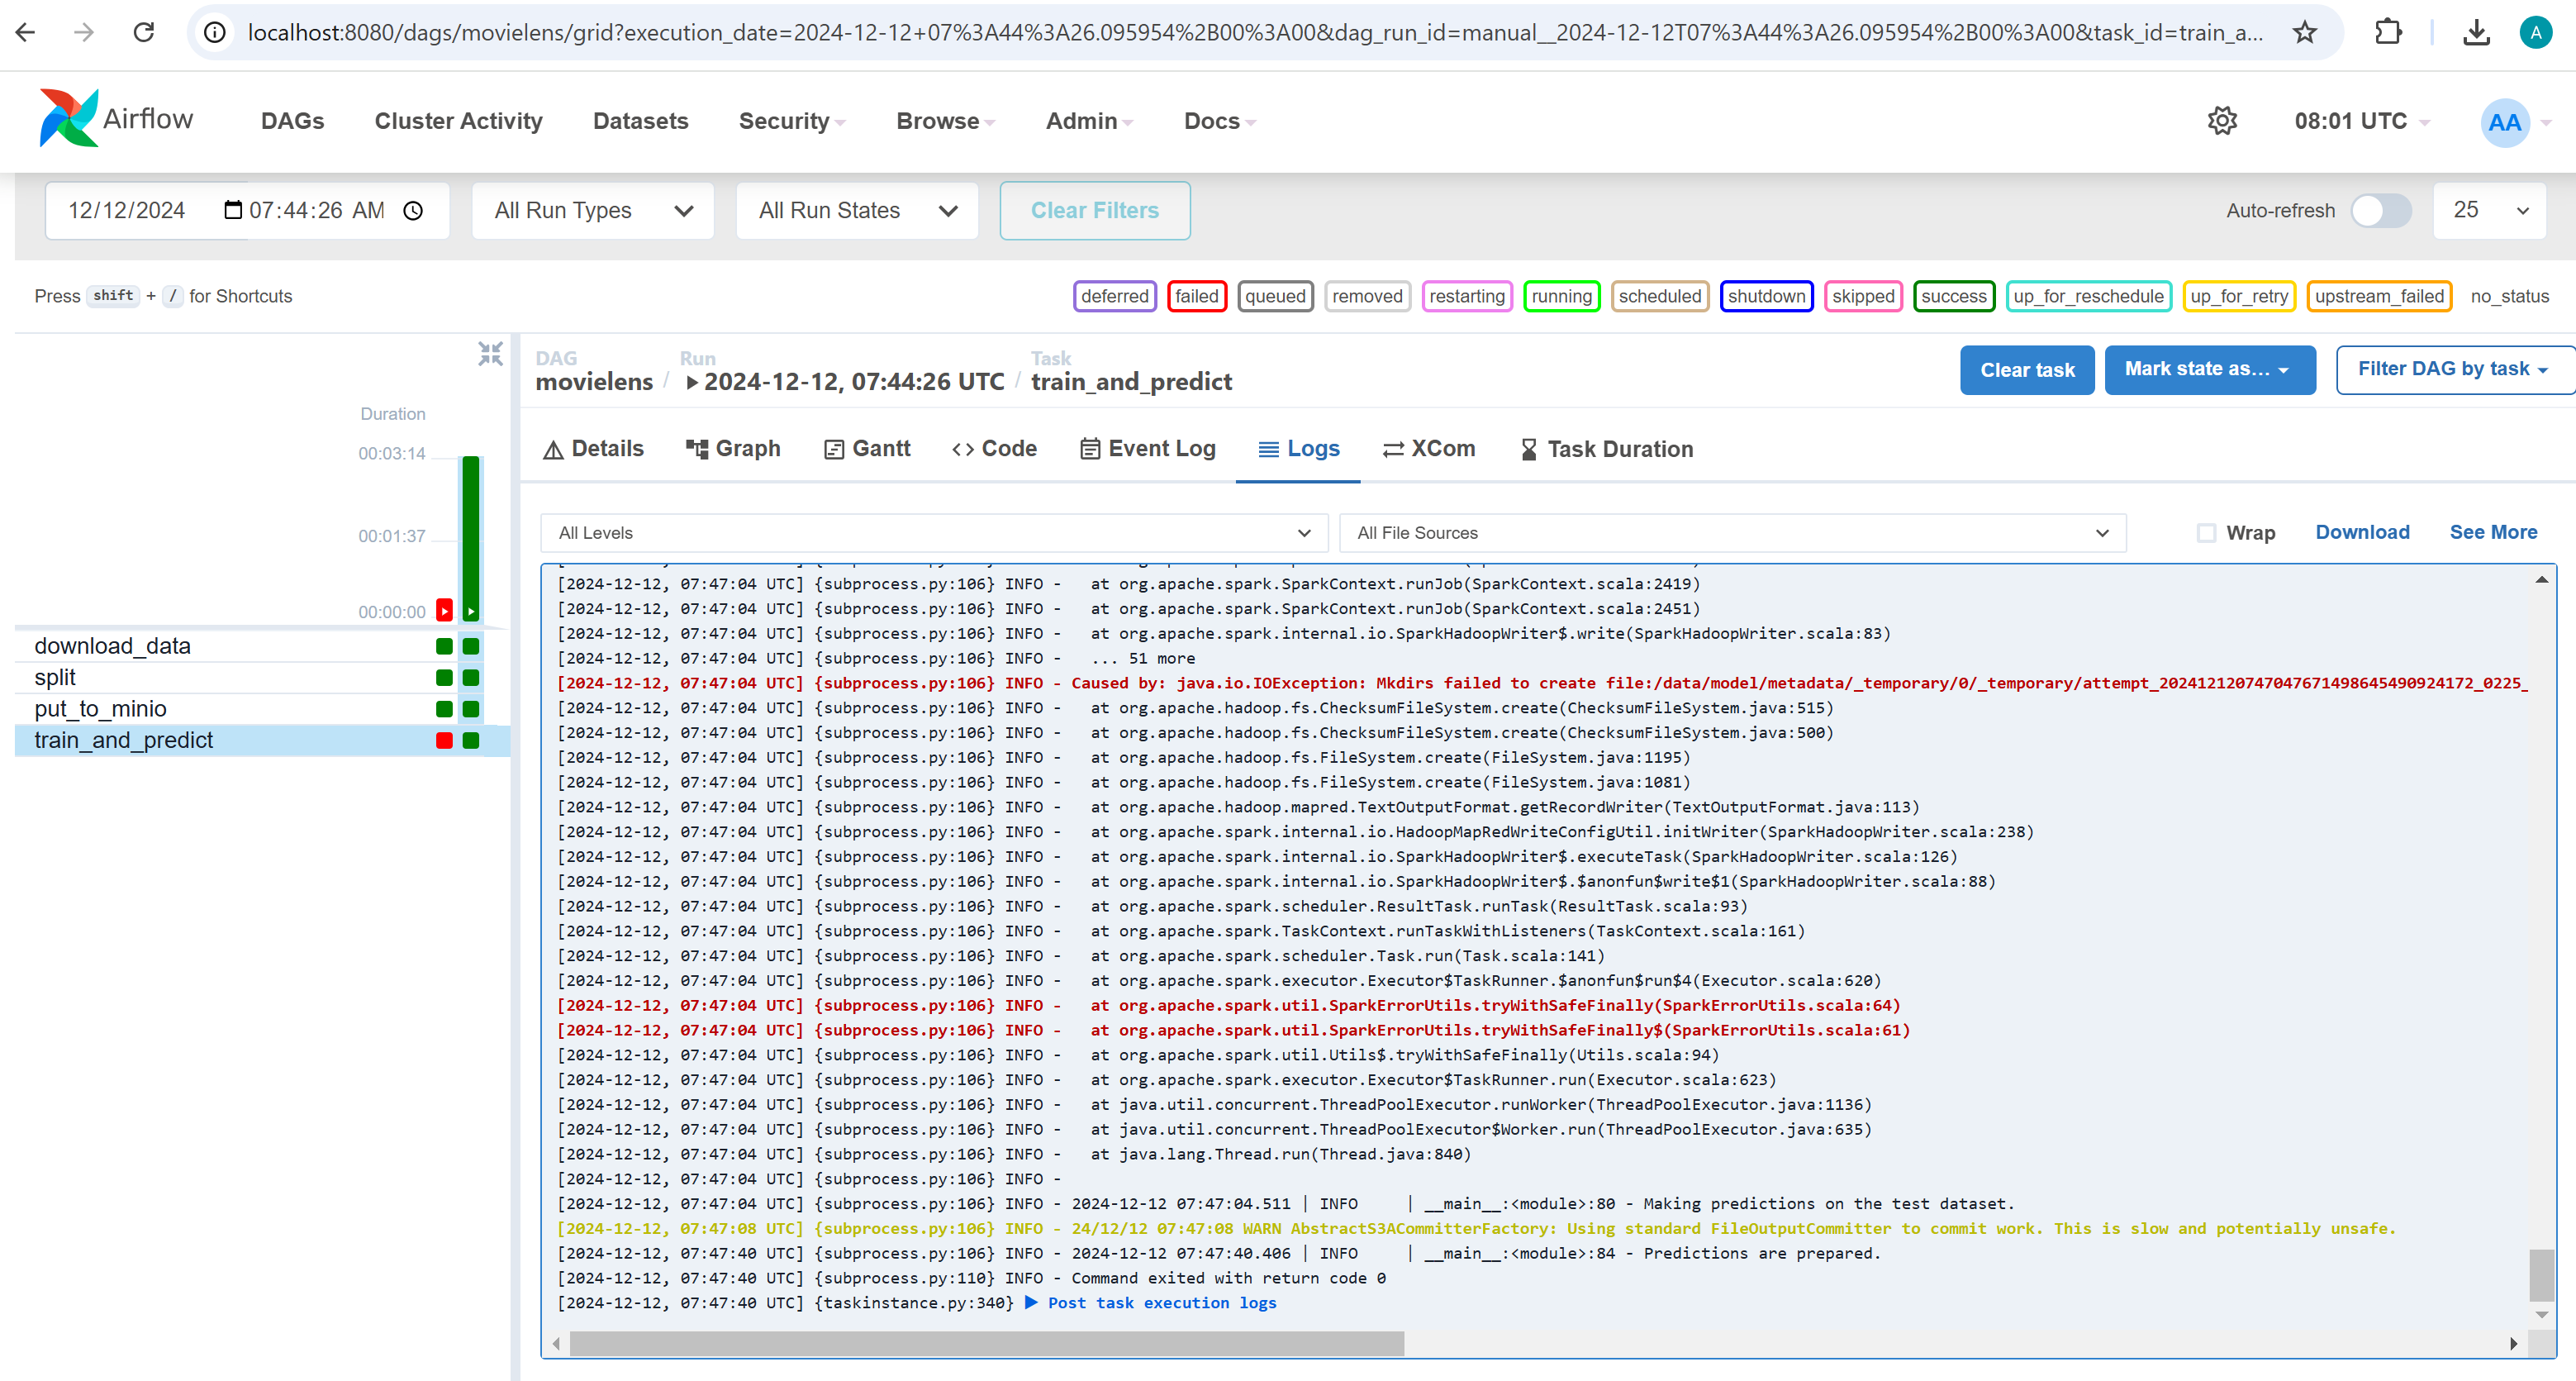 localhost:8080/dags/movielens/grid?execution_date=2024-12-12+07%3A44%3A26.095954%2B00%3A00&dag_run_id=manual__2024-12-12T07%3A44%3A26.095954%2B00%3A00&task_id=train_a...
A
Airflow DAGs Cluster Activity Datasets Security Browse Admin Docs 08:01 UTC AA
12/12/2024 07:44:26 AM All Run Types All Run States Clear Filters Auto-refresh 25
Press shift + / for Shortcuts deferred failed queued removed restarting running scheduled shutdown skipped success up_for_reschedule up_for_retry upstream_failed no_status
DAG Run Task
movielens / 2024-12-12, 07:44:26 UTC / train_and_predict
Clear task Mark state as... Filter DAG by task
Duration
00:03:14
00:01:37
00:00:00
download_data
split
put_to_minio
train_and_predict
Details Graph Gantt Code Event Log Logs XCom Task Duration
All Levels All File Sources Wrap Download See More
[2024-12-12, 07:47:04 UTC] {subprocess.py:106} INFO - at org.apache.spark.SparkContext.runJob(SparkContext.scala:2419)
[2024-12-12, 07:47:04 UTC] {subprocess.py:106} INFO - at org.apache.spark.SparkContext.runJob(SparkContext.scala:2451)
[2024-12-12, 07:47:04 UTC] {subprocess.py:106} INFO - at org.apache.spark.internal.io.SparkHadoopWriter$.write(SparkHadoopWriter.scala:83)
[2024-12-12, 07:47:04 UTC] {subprocess.py:106} INFO - ... 51 more
[2024-12-12, 07:47:04 UTC] {subprocess.py:106} INFO - Caused by: java.io.IOException: Mkdirs failed to create file:/data/model/metadata/_temporary/0/_temporary/attempt_202412120747047671498645490924172_0225_
[2024-12-12, 07:47:04 UTC] {subprocess.py:106} INFO - at org.apache.hadoop.fs.ChecksumFileSystem.create(ChecksumFileSystem.java:515)
[2024-12-12, 07:47:04 UTC] {subprocess.py:106} INFO - at org.apache.hadoop.fs.ChecksumFileSystem.create(ChecksumFileSystem.java:500)
[2024-12-12, 07:47:04 UTC] {subprocess.py:106} INFO - at org.apache.hadoop.fs.FileSystem.create(FileSystem.java:1195)
[2024-12-12, 07:47:04 UTC] {subprocess.py:106} INFO - at org.apache.hadoop.fs.FileSystem.create(FileSystem.java:1081)
[2024-12-12, 07:47:04 UTC] {subprocess.py:106} INFO - at org.apache.hadoop.mapred.TextOutputFormat.getRecordWriter(TextOutputFormat.java:113)
[2024-12-12, 07:47:04 UTC] {subprocess.py:106} INFO - at org.apache.spark.internal.io.HadoopMapRedWriteConfigUtil.initWriter(SparkHadoopWriter.scala:238)
[2024-12-12, 07:47:04 UTC] {subprocess.py:106} INFO - at org.apache.spark.internal.io.SparkHadoopWriter$.executeTask(SparkHadoopWriter.scala:126)
[2024-12-12, 07:47:04 UTC] {subprocess.py:106} INFO - at org.apache.spark.internal.io.SparkHadoopWriter$.$anonfun$write$1(SparkHadoopWriter.scala:88)
[2024-12-12, 07:47:04 UTC] {subprocess.py:106} INFO - at org.apache.spark.scheduler.ResultTask.runTask(ResultTask.scala:93)
[2024-12-12, 07:47:04 UTC] {subprocess.py:106} INFO - at org.apache.spark.TaskContext.runTaskWithListeners(TaskContext.scala:161)
[2024-12-12, 07:47:04 UTC] {subprocess.py:106} INFO - at org.apache.spark.scheduler.Task.run(Task.scala:141)
[2024-12-12, 07:47:04 UTC] {subprocess.py:106} INFO - at org.apache.spark.executor.Executor$TaskRunner.$anonfun$run$4(Executor.scala:620)
[2024-12-12, 07:47:04 UTC] {subprocess.py:106} INFO - at org.apache.spark.util.SparkErrorUtils.tryWithSafeFinally(SparkErrorUtils.scala:64)
[2024-12-12, 07:47:04 UTC] {subprocess.py:106} INFO - at org.apache.spark.util.SparkErrorUtils.tryWithSafeFinally$(SparkErrorUtils.scala:61)
[2024-12-12, 07:47:04 UTC] {subprocess.py:106} INFO - at org.apache.spark.util.Utils$.tryWithSafeFinally(Utils.scala:94)
[2024-12-12, 07:47:04 UTC] {subprocess.py:106} INFO - at org.apache.spark.executor.Executor$TaskRunner.run(Executor.scala:623)
[2024-12-12, 07:47:04 UTC] {subprocess.py:106} INFO - at java.util.concurrent.ThreadPoolExecutor.runWorker(ThreadPoolExecutor.java:1136)
[2024-12-12, 07:47:04 UTC] {subprocess.py:106} INFO - at java.util.concurrent.ThreadPoolExecutor$Worker.run(ThreadPoolExecutor.java:635)
[2024-12-12, 07:47:04 UTC] {subprocess.py:106} INFO - at java.lang.Thread.run(Thread.java:840)
[2024-12-12, 07:47:04 UTC] {subprocess.py:106} INFO -
[2024-12-12, 07:47:04 UTC] {subprocess.py:106} INFO - 2024-12-12 07:47:04.511 | INFO | __main__:<module>:80 - Making predictions on the test dataset.
[2024-12-12, 07:47:08 UTC] {subprocess.py:106} INFO - 24/12/12 07:47:08 WARN AbstractS3ACommitterFactory: Using standard FileOutputCommitter to commit work. This is slow and potentially unsafe.
[2024-12-12, 07:47:40 UTC] {subprocess.py:106} INFO - 2024-12-12 07:47:40.406 | INFO | __main__:<module>:84 - Predictions are prepared.
[2024-12-12, 07:47:40 UTC] {subprocess.py:110} INFO - Command exited with return code 0
[2024-12-12, 07:47:40 UTC] {taskinstance.py:340} ▶ Post task execution logs